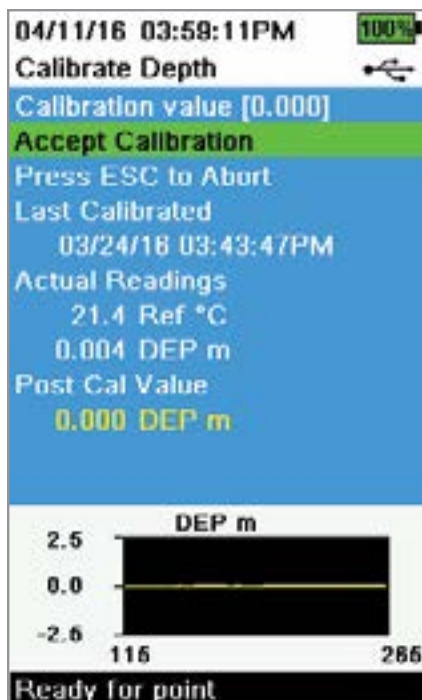 04/11/16 03:59:11PM 100%
Calibrate Depth
Calibration value [0.000]
Accept Calibration
Press ESC to Abort
Last Calibrated
03/24/16 03:43:47PM
Actual Readings
21.4 Ref °C
0.004 DEP m
Post Cal Value
0.000 DEP m
DEP m
2.5
0.0
-2.5
115 265
Ready for point